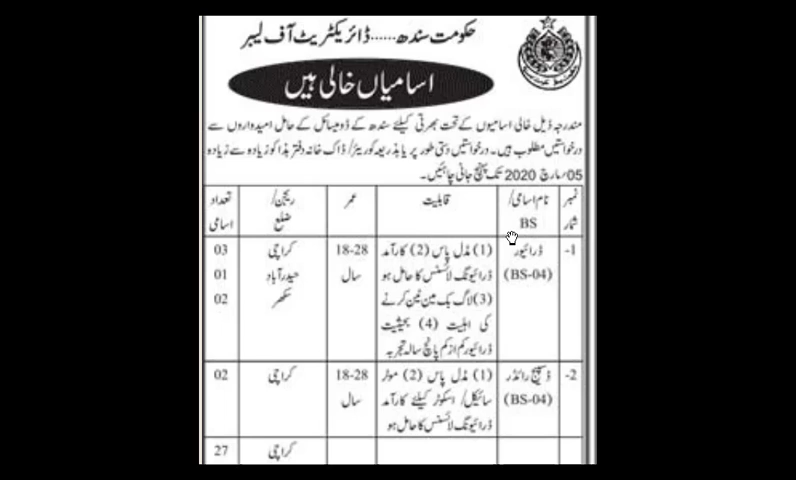 حکومت سندھ......ڈائریکٹریٹ آف لیبر
اسامیاں خالی ہیں
مندرجہ ذیل خالی اسامیوں کے تحت بھرتی کیلئے سندھ کے ڈومیسائل کے حامل امیدواروں سے
درخواستیں مطلوب ہیں۔ درخواستیں دستی طور پر یا بذریعہ کوریئر/ ڈاک خانہ دفتر ہذا کو زیادہ سے زیادہ
05 مارچ 2020 تک پہنچ جانی چاہئیں۔
نمبر شمار
نام اسامی/ BS
قابلیت
عمر
ریجن/ ضلع
تعداد اسامی
1-
ڈرائیور
(BS-04)
(1) مڈل پاس (2) کارآمد
ڈرائیونگ لائسنس کا حامل ہو
(3) لاگ بک مین ٹین کرنے
کی اہلیت (4) بحیثیت
ڈرائیور کم از کم پانچ سالہ تجربہ
18-28
سال
کراچی
حیدرآباد
سکھر
03
01
02
2-
ڈسپیچ رائڈر
(BS-04)
(1) مڈل پاس (2) موٹر
سائیکل/ اسکوٹر کیلئے کارآمد
ڈرائیونگ لائسنس کا حامل ہو
18-28
سال
کراچی
02
کراچی
27